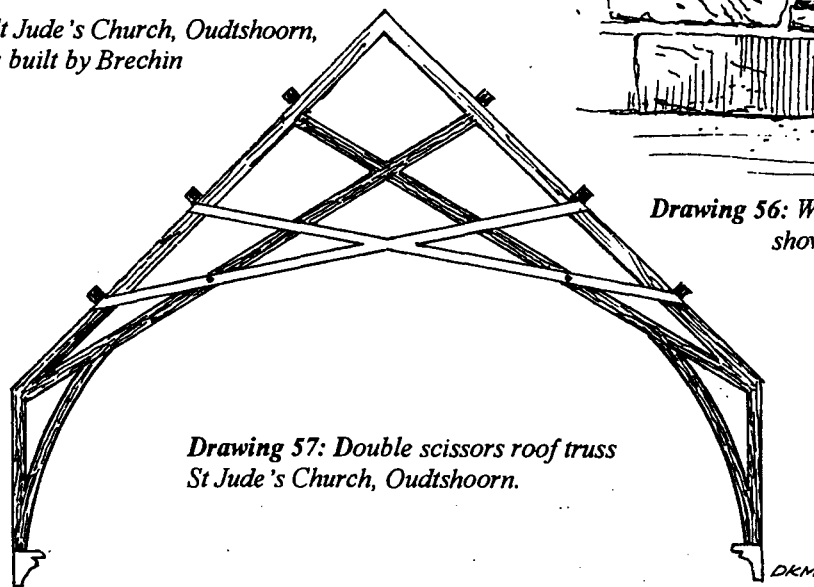 t Jude's Church, Oudtshoorn,
built by Brechin
Drawing 56: W
show
Drawing 57: Double scissors roof truss
St Jude's Church, Oudtshoorn.
DKM